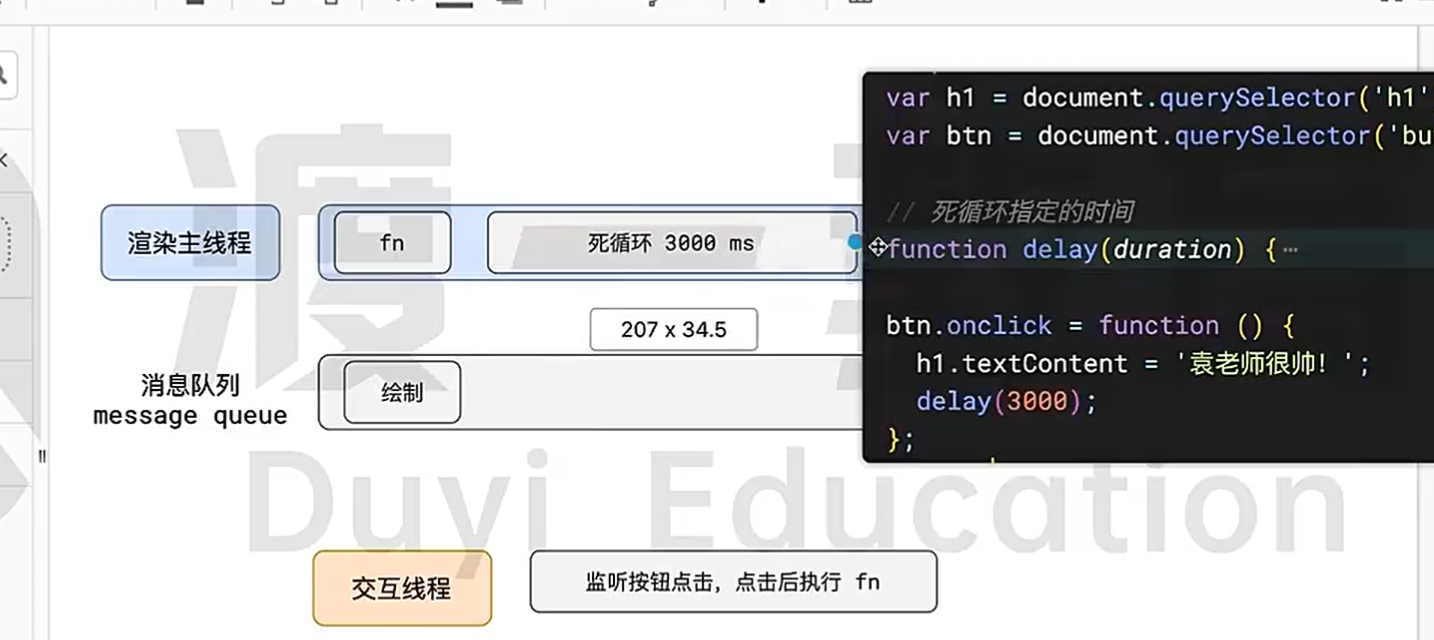 var h1 = document.querySelector('h1'
var btn = document.querySelector('bu
// 死循环指定的时间
function delay(duration) {…
btn.onclick = function () {
h1.textContent = '袁老师很帅! ';
delay(3000);
};
渲染主线程
fn
死循环 3000 ms
207 x 34.5
消息队列
message queue
绘制
交互线程
监听按钮点击，点击后执行 fn
渡
Duyi Education